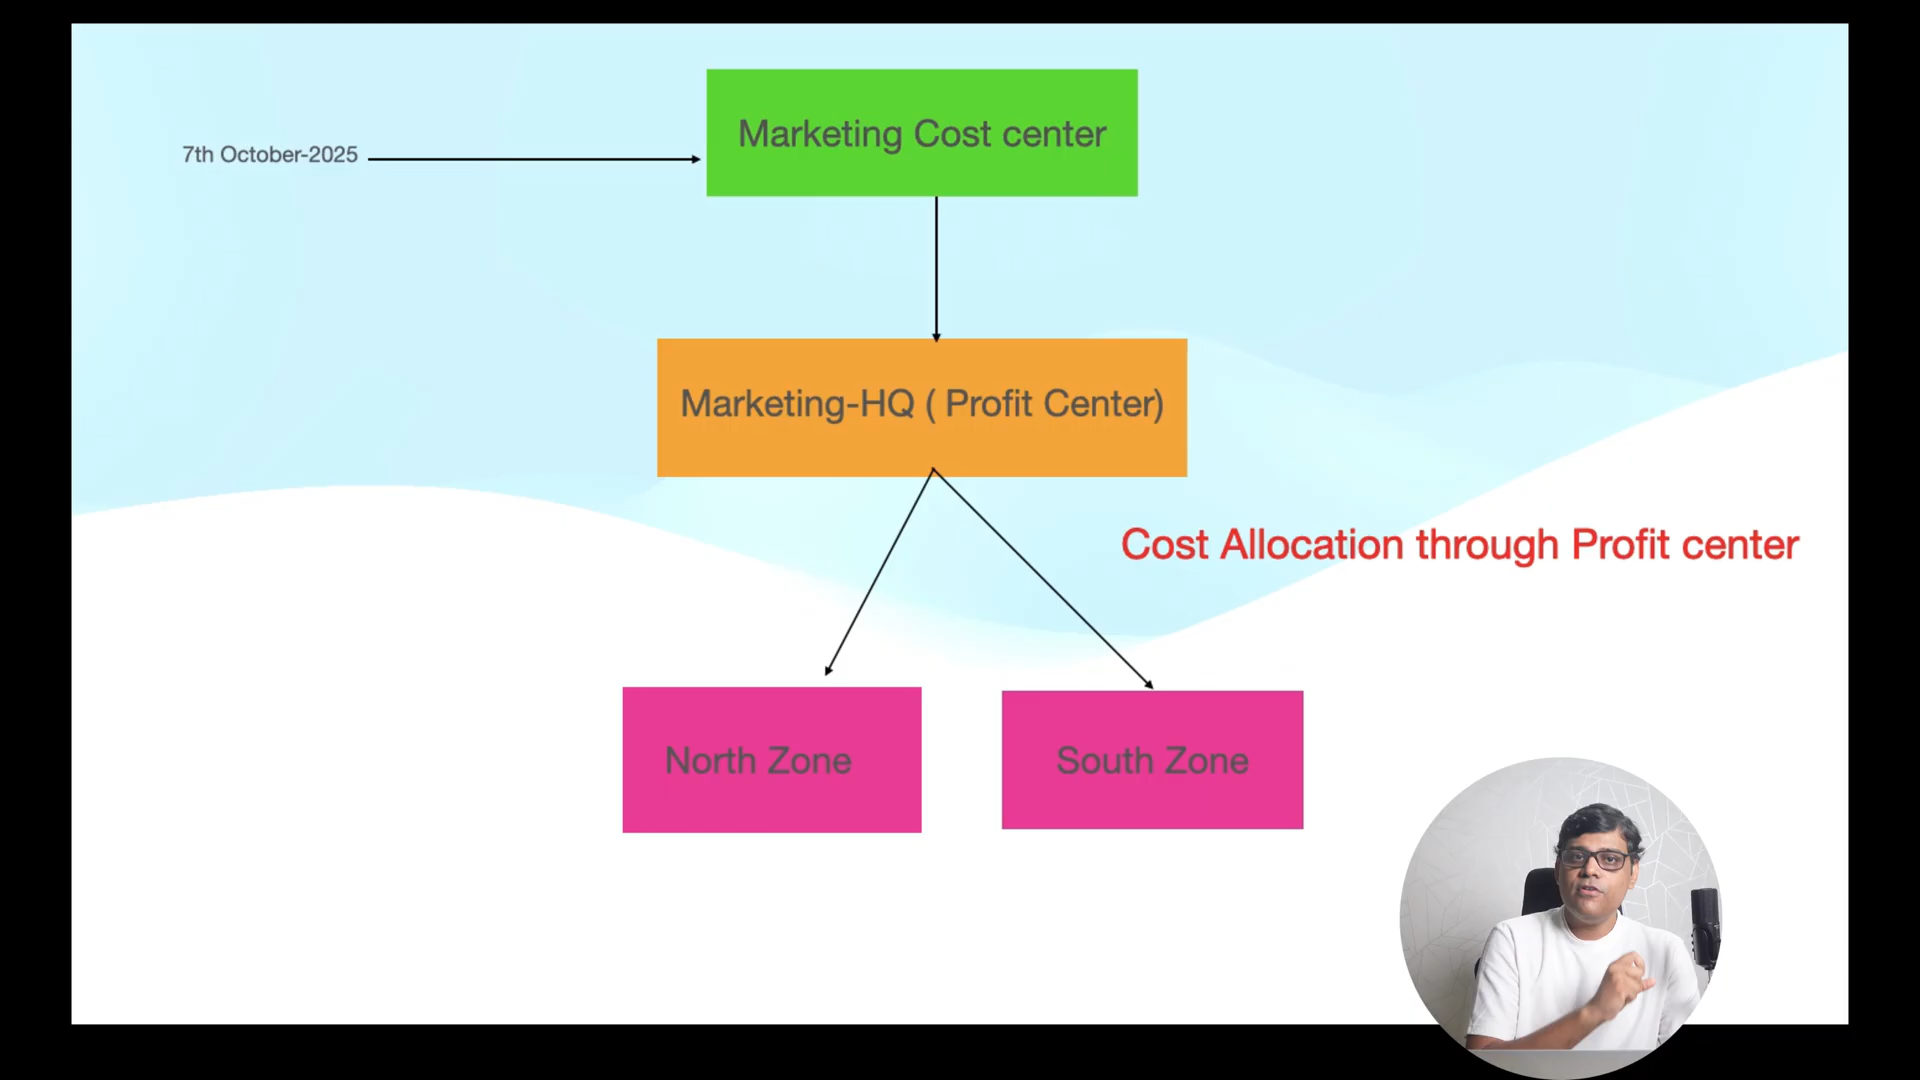 Marketing Cost center
7th October-2025
Marketing-HQ ( Profit Center)
Cost Allocation through Profit center
North Zone
South Zone